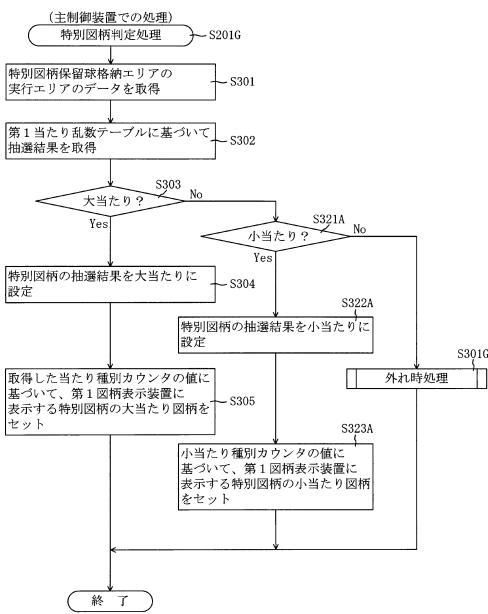 (主制御装置での処理)
特別図柄判定処理
S201G
特別図柄保留球格納エリアの
実行エリアのデータを取得
S301
第1当たり乱数テーブルに基づいて
抽選結果を取得
S302
大当たり?
S303
No
Yes
小当たり?
S321A
No
Yes
特別図柄の抽選結果を大当たりに
設定
S304
特別図柄の抽選結果を小当たりに
設定
S322A
外れ時処理
S301G
取得した当たり種別カウンタの値に
基づいて、第1図柄表示装置に
表示する特別図柄の大当たり図柄を
セット
S305
小当たり種別カウンタの値に
基づいて、第1図柄表示装置に
表示する特別図柄の小当たり図柄
をセット
S323A
終 了